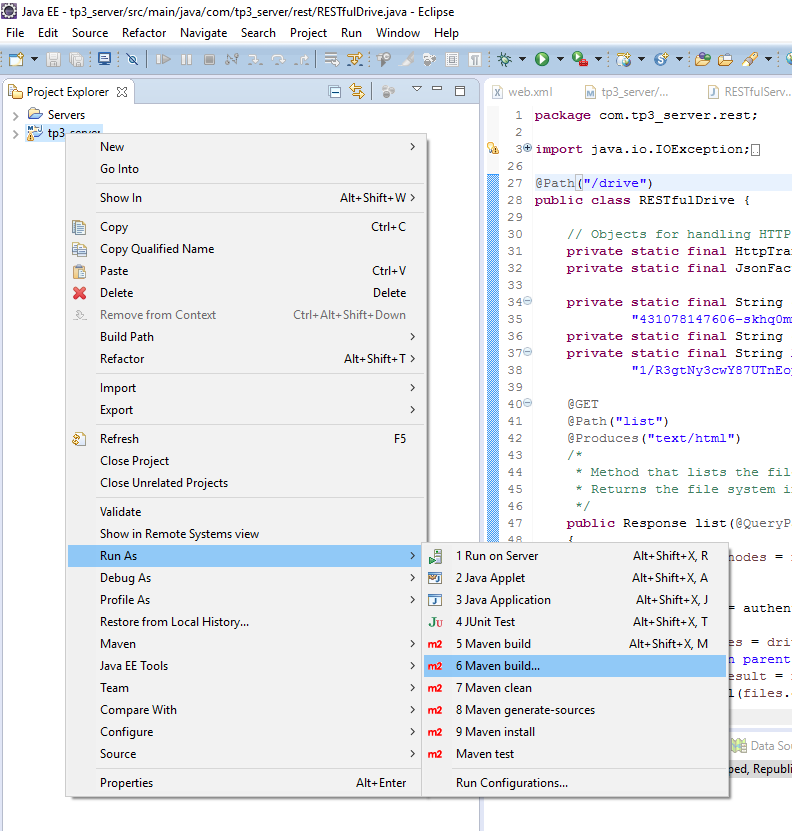 Java EE - tp3_server/src/main/java/com/tp3_server/rest/RESTfulDrive.java - Eclipse
File Edit Source Refactor Navigate Search Project Run Window Help
Project Explorer
Servers
tp3_server
New
Go Into
Show In Alt+Shift+W
Copy Ctrl+C
Copy Qualified Name
Paste Ctrl+V
Delete Delete
Remove from Context Ctrl+Alt+Shift+Down
Build Path
Refactor Alt+Shift+T
Import
Export
Refresh F5
Close Project
Close Unrelated Projects
Validate
Show in Remote Systems view
Run As
Debug As
Profile As
Restore from Local History...
Maven
Java EE Tools
Team
Compare With
Configure
Source
Properties Alt+Enter
1 Run on Server Alt+Shift+X, R
2 Java Applet Alt+Shift+X, A
3 Java Application Alt+Shift+X, J
JU 4 JUnit Test Alt+Shift+X, T
m2 5 Maven build Alt+Shift+X, M
m2 6 Maven build...
m2 7 Maven clean
m2 8 Maven generate-sources
m2 9 Maven install
m2 Maven test
Run Configurations...
web.xml tp3_server/... RESTfulServ...
1 package com.tp3_server.rest;
2
3 import java.io.IOException;
26
27 @Path("/drive")
28 public class RESTfulDrive {
29
30 // Objects for handling HTTP
31 private static final HttpTra
32 private static final JsonFac
33
34 private static final String
35 "431078147606-skhq0m
36 private static final String
37 private static final String
38 "1/R3gtNy3cwY87UTnEo
39
40 @GET
41 @Path("list")
42 @Produces("text/html")
43 /*
44 * Method that lists the fil
45 * Returns the file system i
46 */
47 public Response list(@QueryP
48 {
nodes =
= authen
es = dri
n parent
esult =
l(files.
Data Sou
ped, Republi